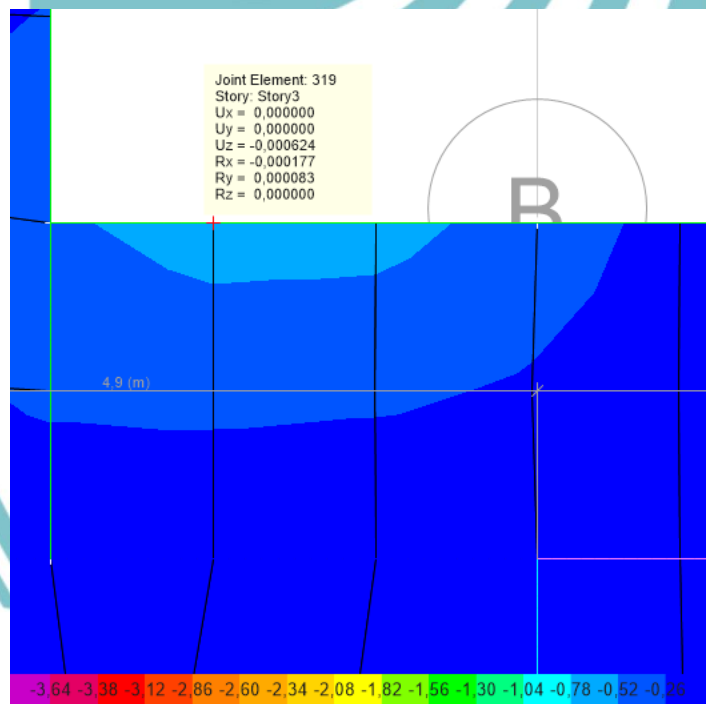 Joint Element: 319
Story: Story3
Ux = 0,000000
Uy = 0,000000
Uz = -0,000624
Rx = -0,000177
Ry = 0,000083
Rz = 0,000000
B
4,9 (m)
-3,64 -3,38 -3,12 -2,86 -2,60 -2,34 -2,08 -1,82 -1,56 -1,30 -1,04 -0,78 -0,52 -0,26